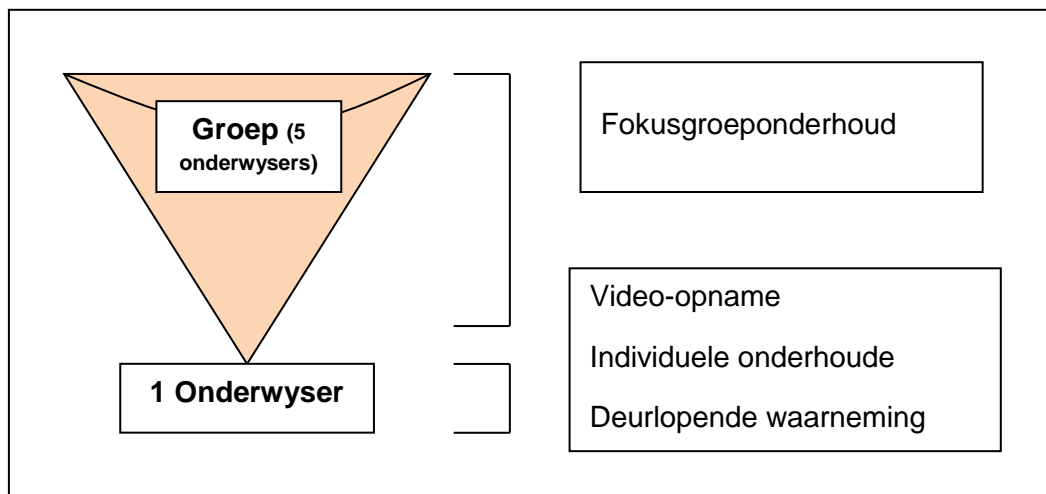 Groep (5
onderwysers)
Fokusgroeponderhoud
Video-opname
1 Onderwyser
Individuele onderhoude
Deurlopende waarneming